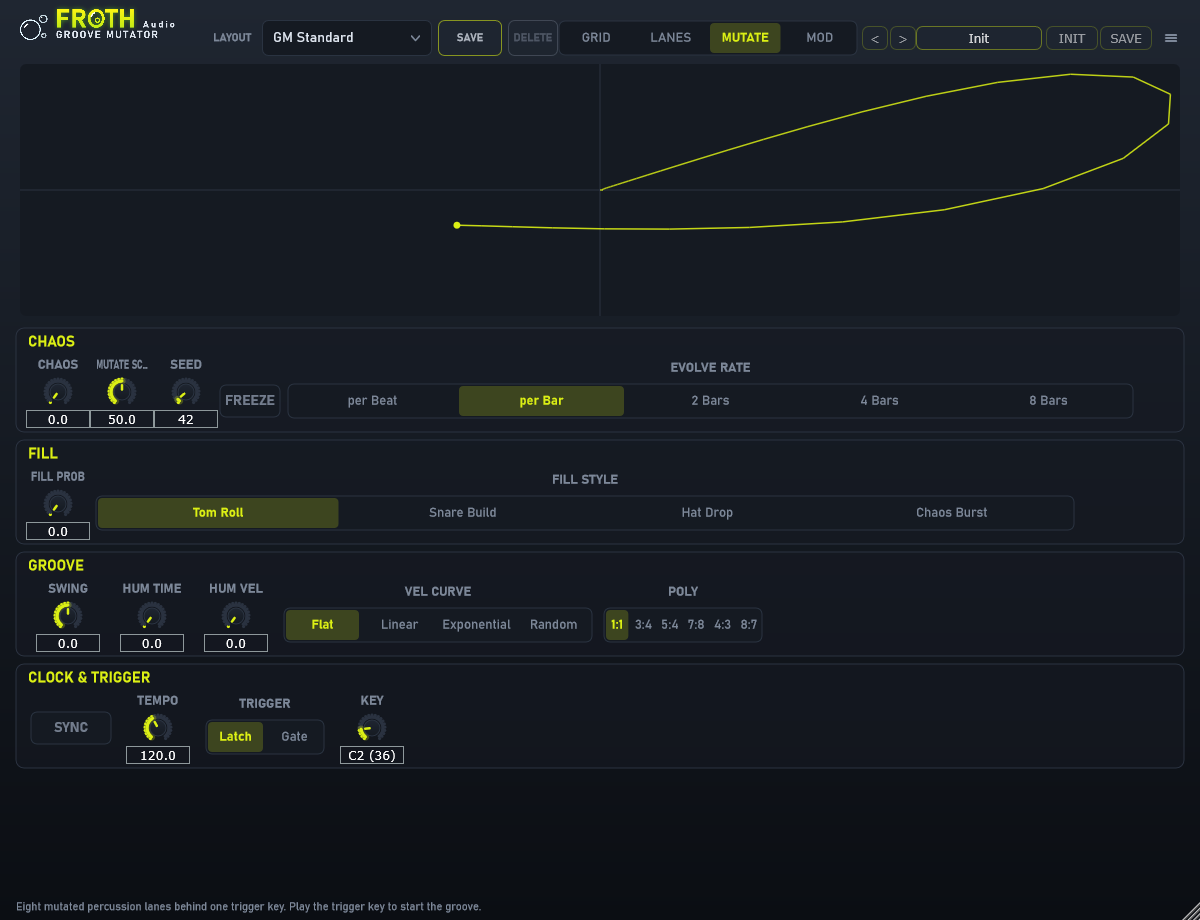 FROTH Audio
GROOVE MUTATOR
LAYOUT GM Standard SAVE DELETE GRID LANES MUTATE MOD < > Init INIT SAVE
CHAOS
CHAOS MUTATE SC... SEED EVOLVE RATE
FREEZE per Beat per Bar 2 Bars 4 Bars 8 Bars
0.0 50.0 42
FILL
FILL PROB FILL STYLE
Tom Roll Snare Build Hat Drop Chaos Burst
0.0
GROOVE
SWING HUM TIME HUM VEL VEL CURVE POLY
Flat Linear Exponential Random 1:1 3:4 5:4 7:8 4:3 8:7
0.0 0.0 0.0
CLOCK & TRIGGER
TEMPO TRIGGER KEY
SYNC Latch Gate
120.0 C2 (36)
Eight mutated percussion lanes behind one trigger key. Play the trigger key to start the groove.